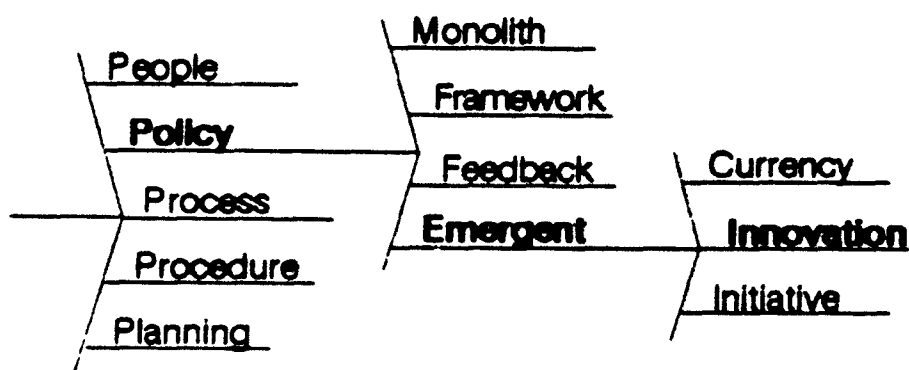 People
Policy
Process
Procedure
Planning
Monolith
Framework
Feedback
Emergent
Currency
Innovation
Initiative